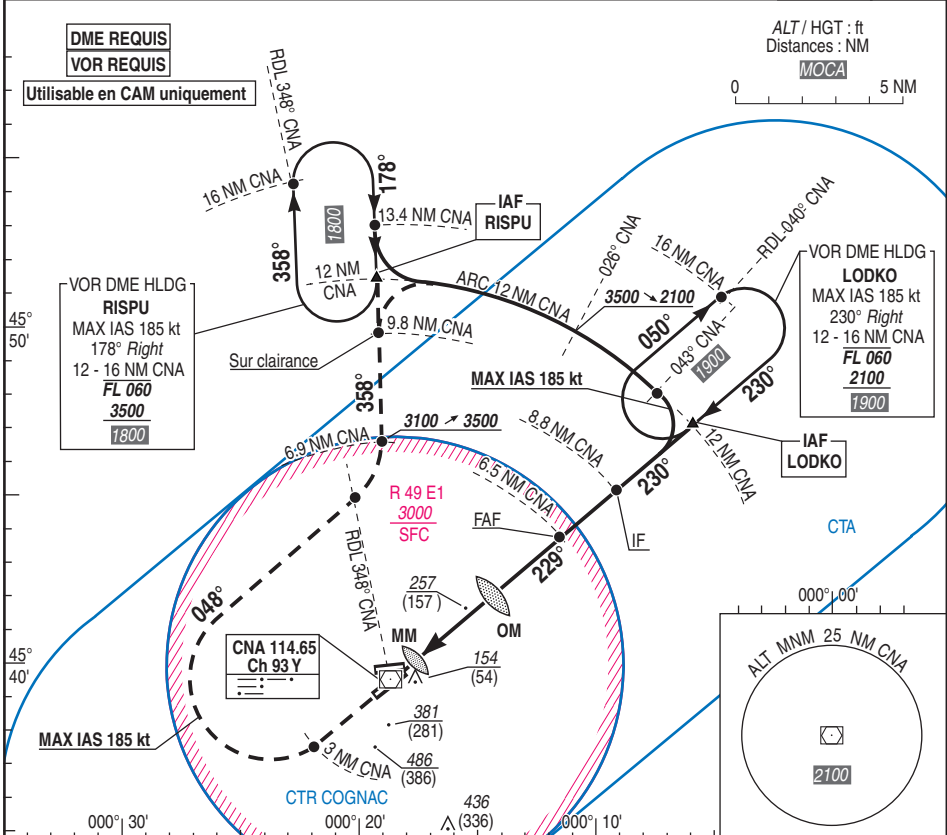 DME REQUIS
VOR REQUIS
Utilisable en CAM uniquement
ALT / HGT : ft
Distances : NM
MOCA
0 5 NM
RDL 348° CNA
16 NM CNA
178°
1800
358°
13.4 NM CNA
IAF
RISPU
12 NM
CNA
ARC 12 NM CNA
026° CNA
3500 ➘ 2100
16 NM CNA
RDL 040° CNA
050°
043° CNA
1900
230°
VOR DME HLDG
LODKO
MAX IAS 185 kt
230° Right
12 - 16 NM CNA
FL 060
2100
1900
VOR DME HLDG
RISPU
MAX IAS 185 kt
178° Right
12 - 16 NM CNA
FL 060
3500
1800
45°
50'
9.8 NM CNA
Sur clairance
358°
MAX IAS 185 kt
12 NM CNA
IAF
LODKO
6.9 NM CNA
3100 ➚ 3500
8.8 NM CNA
6.5 NM CNA
230°
R 49 E1
3000
SFC
FAF
IF
CTA
RDL 348° CNA
229°
048°
257
(157)
OM
MM
000° 00'
CNA 114.65
Ch 93 Y
154
(54)
45°
40'
ALT MNM 25 NM CNA
2100
381
(281)
MAX IAS 185 kt
3 NM CNA
486
(386)
CTR COGNAC
436
(336)
000° 30'
000° 20'
000° 10'